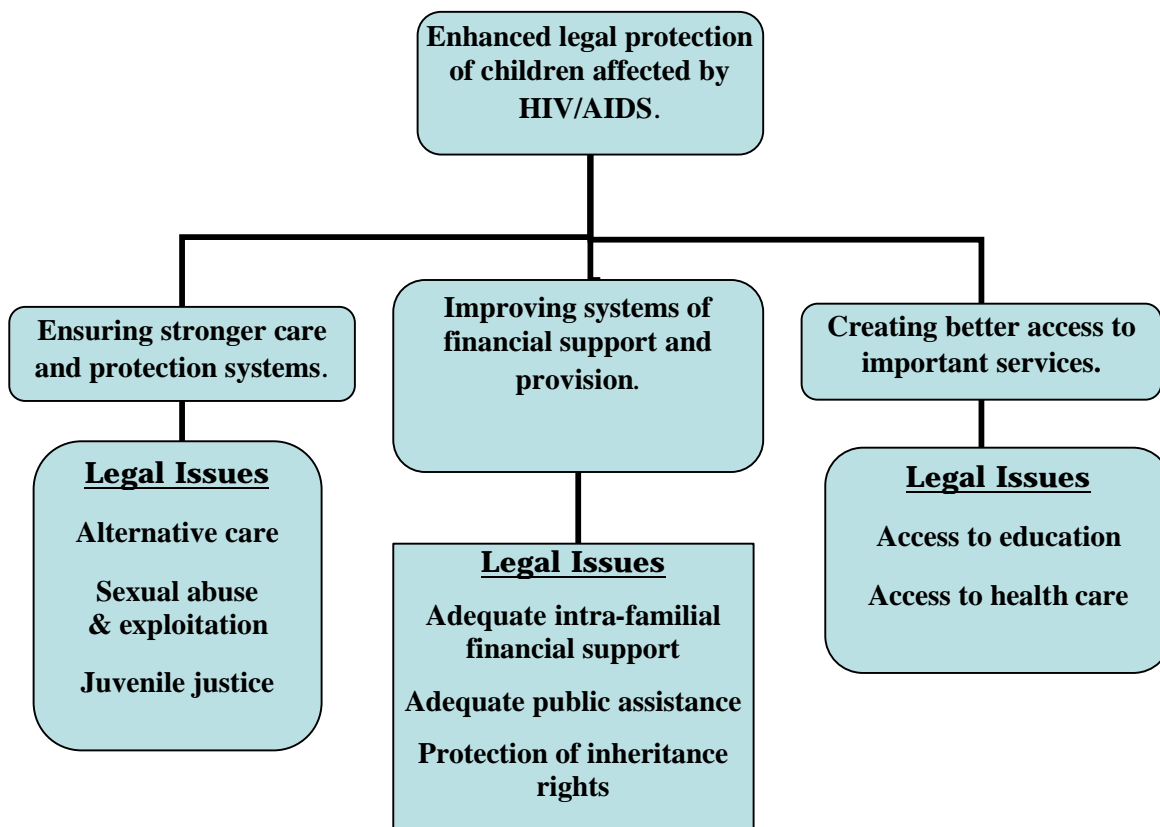 Enhanced legal protection
of children affected by
HIV/AIDS.
Ensuring stronger care
and protection systems.
Improving systems of
financial support and
provision.
Creating better access to
important services.
Legal Issues
Alternative care
Sexual abuse
& exploitation
Juvenile justice
Legal Issues
Adequate intra-familial
financial support
Adequate public assistance
Protection of inheritance
rights
Legal Issues
Access to education
Access to health care